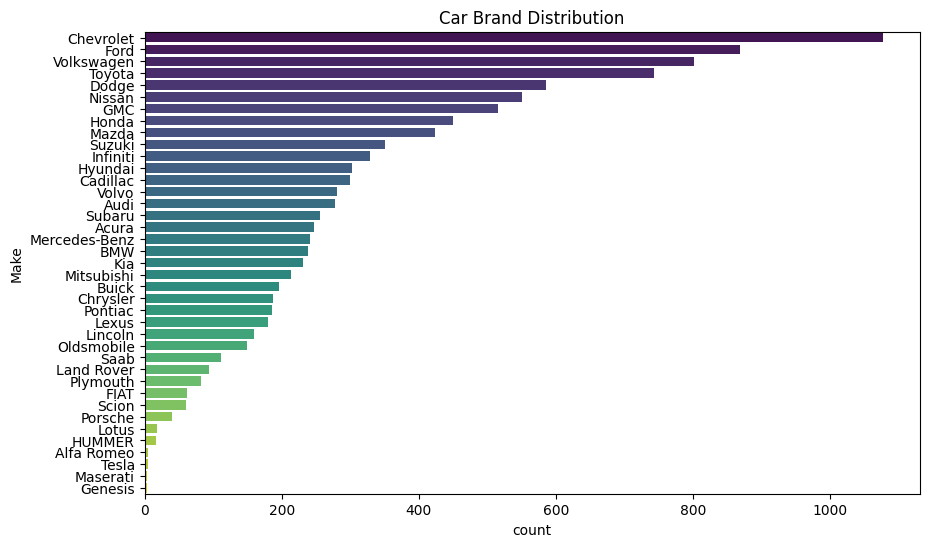 Car Brand Distribution
Chevrolet
Ford
Volkswagen
Toyota
Dodge
Nissan
GMC
Honda
Mazda
Suzuki
Infiniti
Hyundai
Cadillac
Volvo
Audi
Subaru
Acura
Mercedes-Benz
BMW
Kia
Mitsubishi
Buick
Chrysler
Pontiac
Lexus
Lincoln
Oldsmobile
Saab
Land Rover
Plymouth
FIAT
Scion
Porsche
Lotus
HUMMER
Alfa Romeo
Tesla
Maserati
Genesis
Make
0 200 400 600 800 1000
count